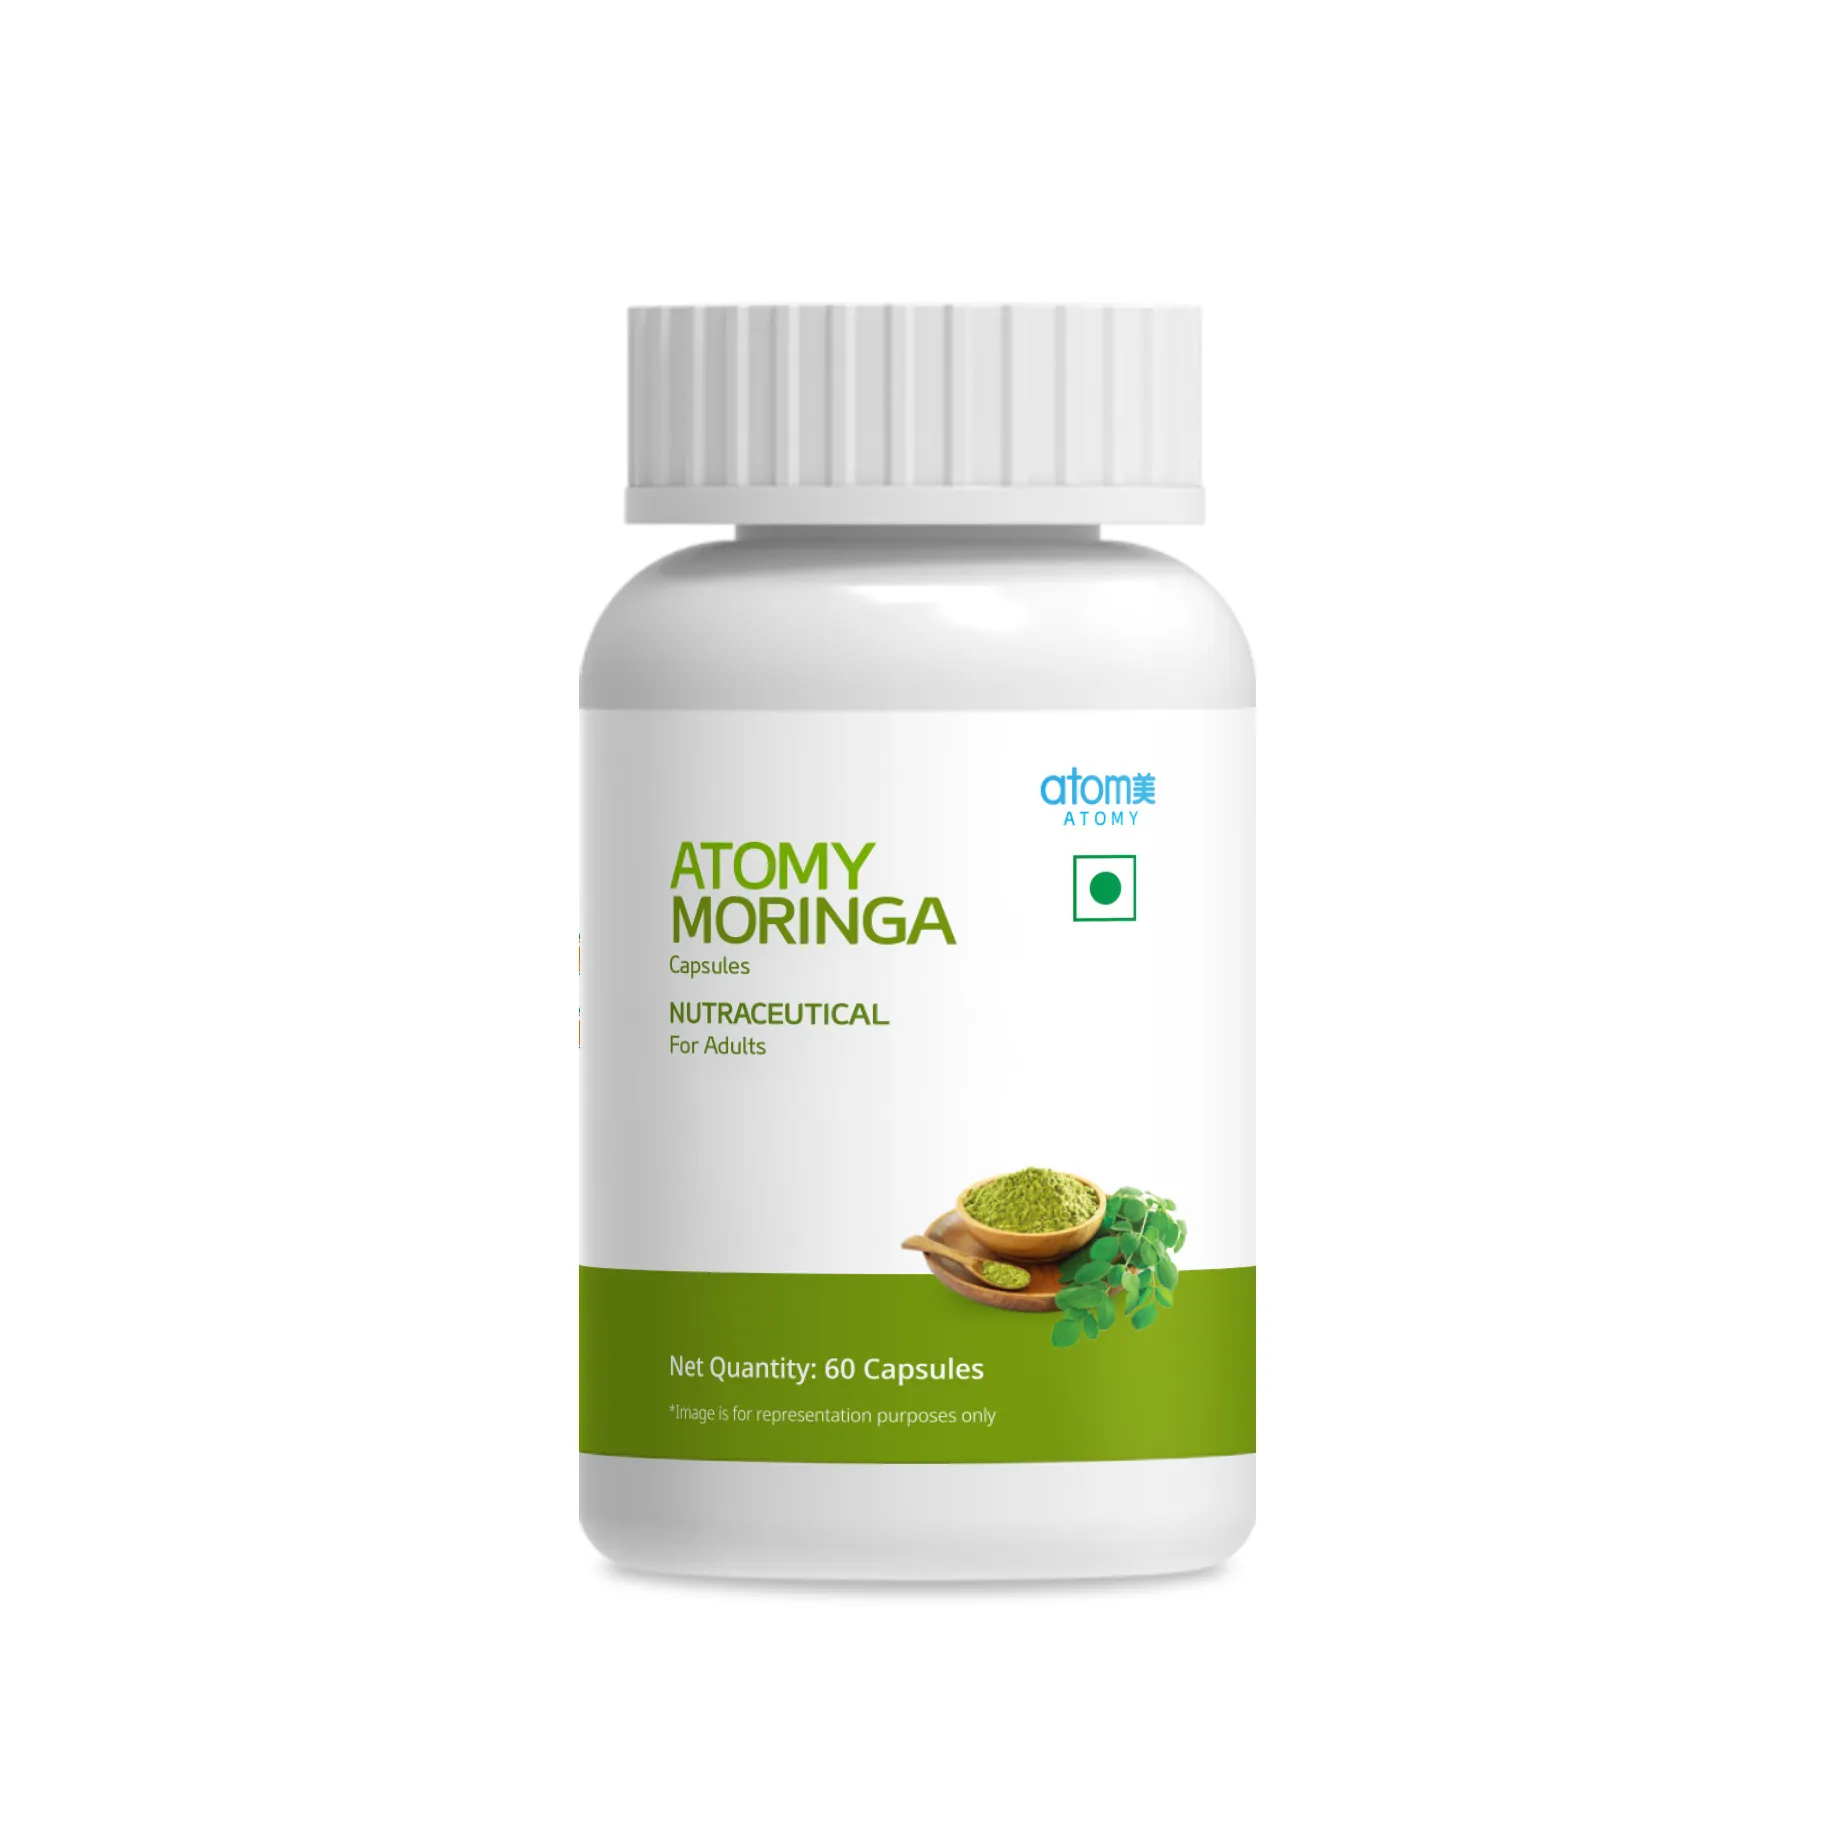 atom美
ATOMY
ATOMY
MORINGA
Capsules
NUTRACEUTICAL
For Adults
Net Quantity: 60 Capsules
*Image is for representation purposes only